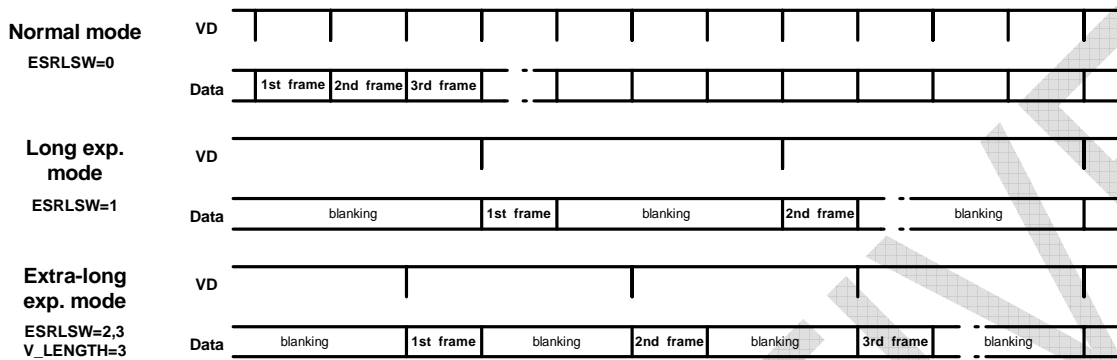 Normal mode
ESRLSW=0
VD
Data
1st frame 2nd frame 3rd frame
Long exp.
mode
ESRLSW=1
VD
Data
blanking 1st frame blanking 2nd frame blanking
Extra-long
exp. mode
ESRLSW=2,3
V_LENGTH=3
VD
Data
blanking 1st frame blanking 2nd frame blanking 3rd frame blanking